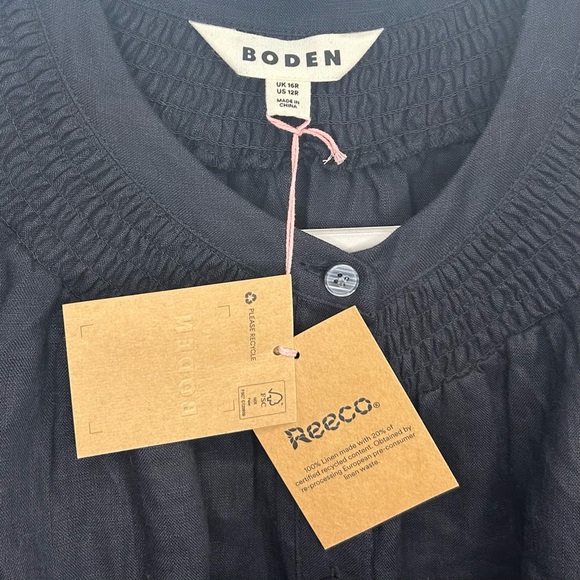 BODEN
UK 16R
US 12R
MADE IN
CHINA
PLEASE RECYCLE
FSC
Reeco®
100% Linen made with 20% of
certified recycled content. Obtained by
re-processing European pre-consumer
linen waste.